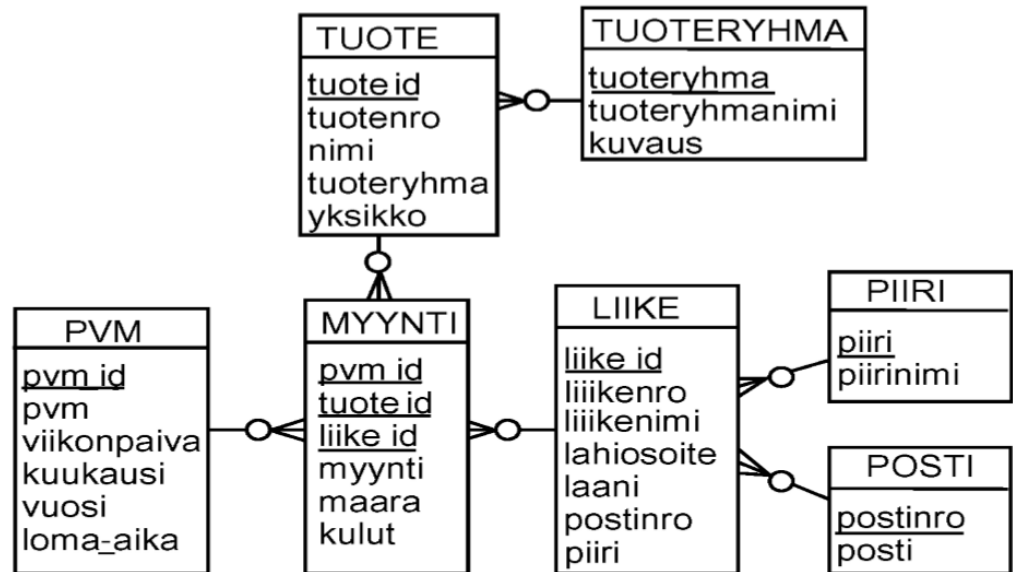 TUOTE
tuote id
tuotenro
nimi
tuoteryhma
yksikko
TUOTERYHMA
tuoteryhma
tuoteryhmanimi
kuvaus
PVM
pvm_id
pvm
viikonpaiva
kuukausi
vuosi
loma_aika
MYYNTI
pvm id
tuote id
liike id
myynti
maara
kulut
LIIKE
liike id
liiikenro
liiikenimi
lahiosoite
laani
postinro
piiri
PIIRI
piiri
piirinimi
POSTI
postinro
posti